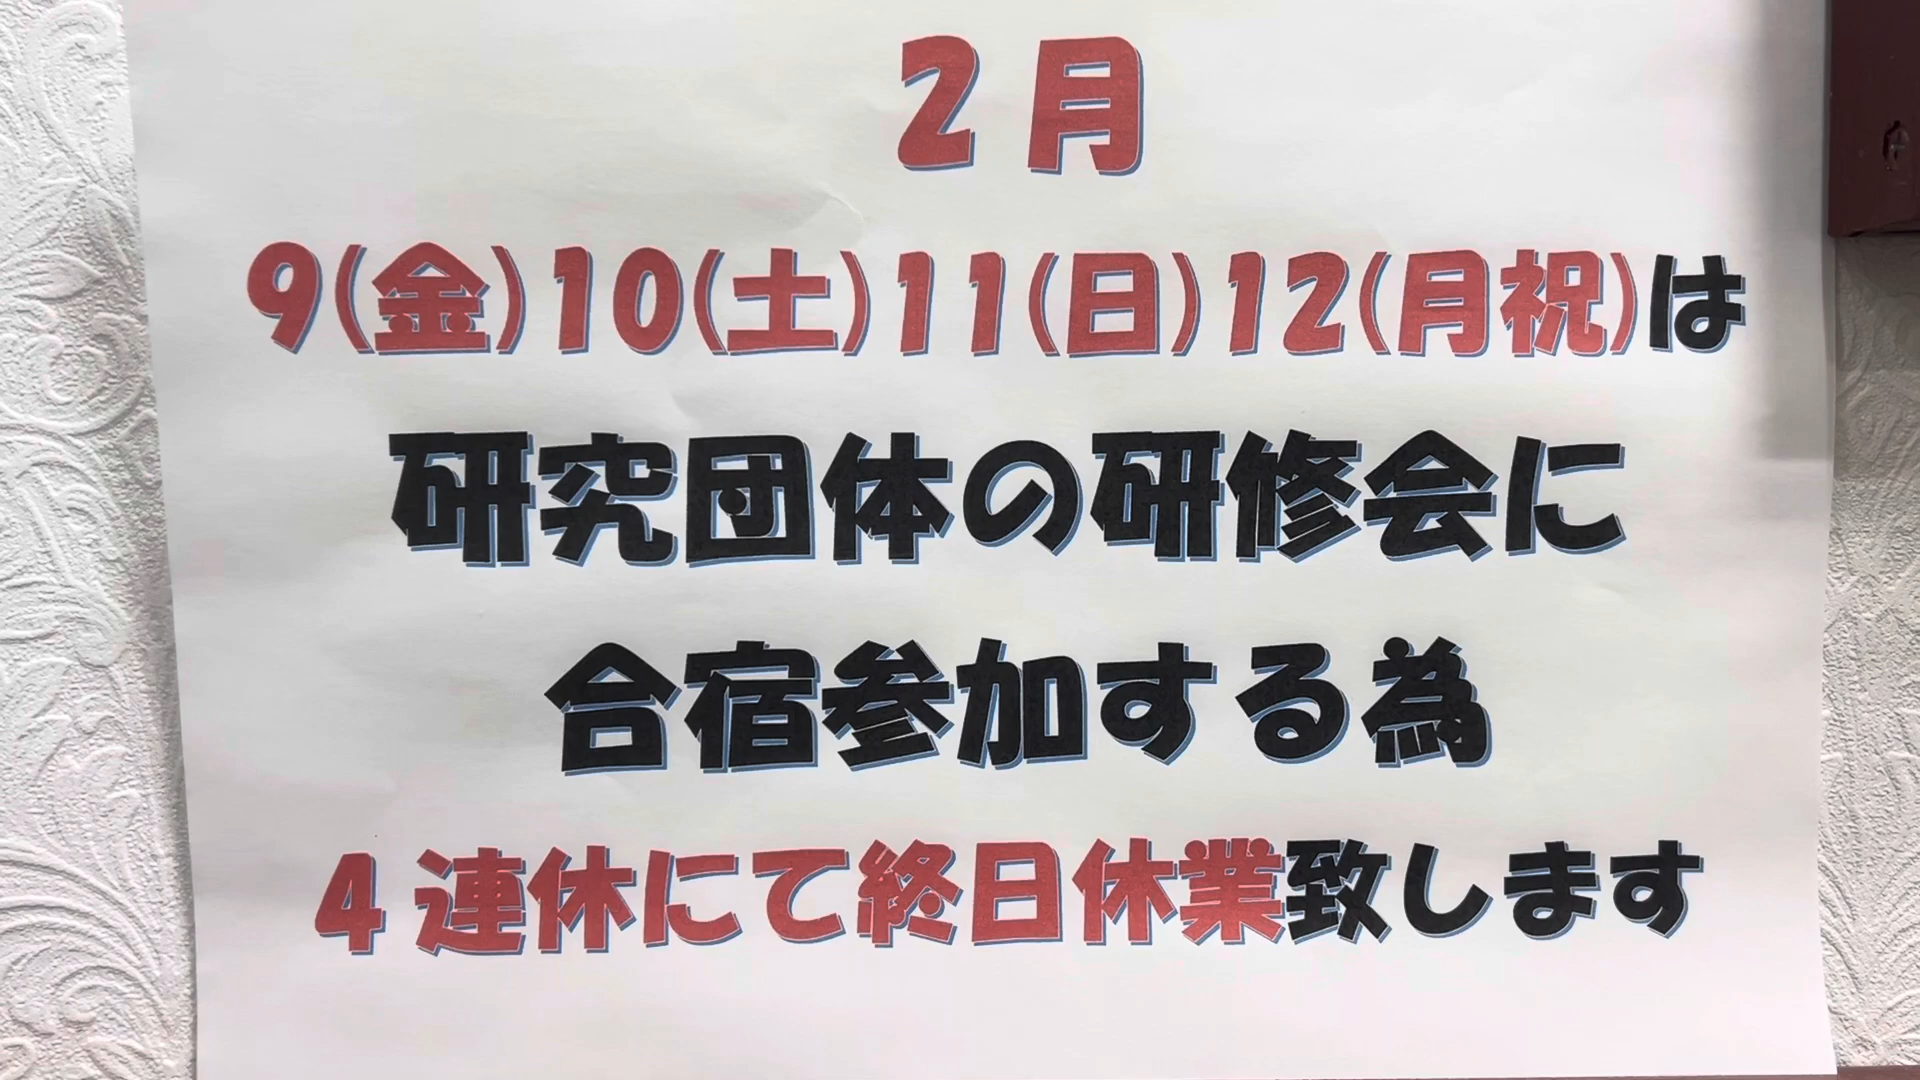 2月
9(金)10(土)11(日)12(月祝)は
研究団体の研修会に
合宿参加する為
4連休にて終日休業致します